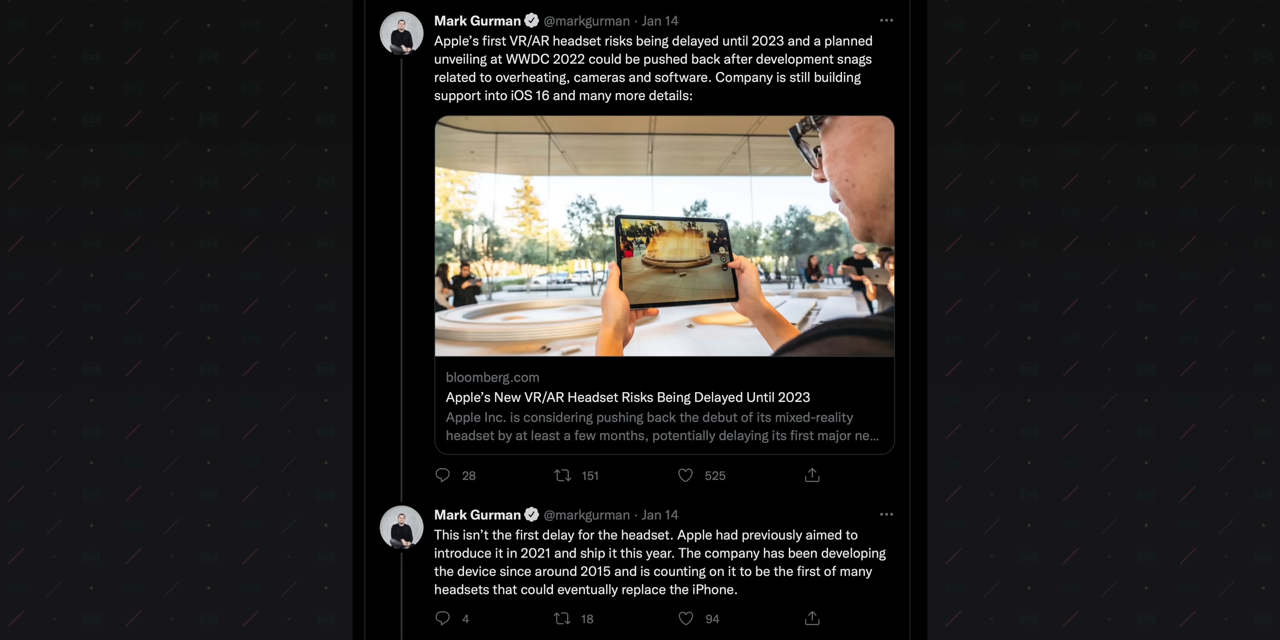 Mark Gurman @markgurman · Jan 14
Apple's first VR/AR headset risks being delayed until 2023 and a planned
unveiling at WWDC 2022 could be pushed back after development snags
related to overheating, cameras and software. Company is still building
support into iOS 16 and many more details:
bloomberg.com
Apple's New VR/AR Headset Risks Being Delayed Until 2023
Apple Inc. is considering pushing back the debut of its mixed-reality
headset by at least a few months, potentially delaying its first major ne...
28 151 525
Mark Gurman @markgurman · Jan 14
This isn't the first delay for the headset. Apple had previously aimed to
introduce it in 2021 and ship it this year. The company has been developing
the device since around 2015 and is counting on it to be the first of many
headsets that could eventually replace the iPhone.
4 18 94